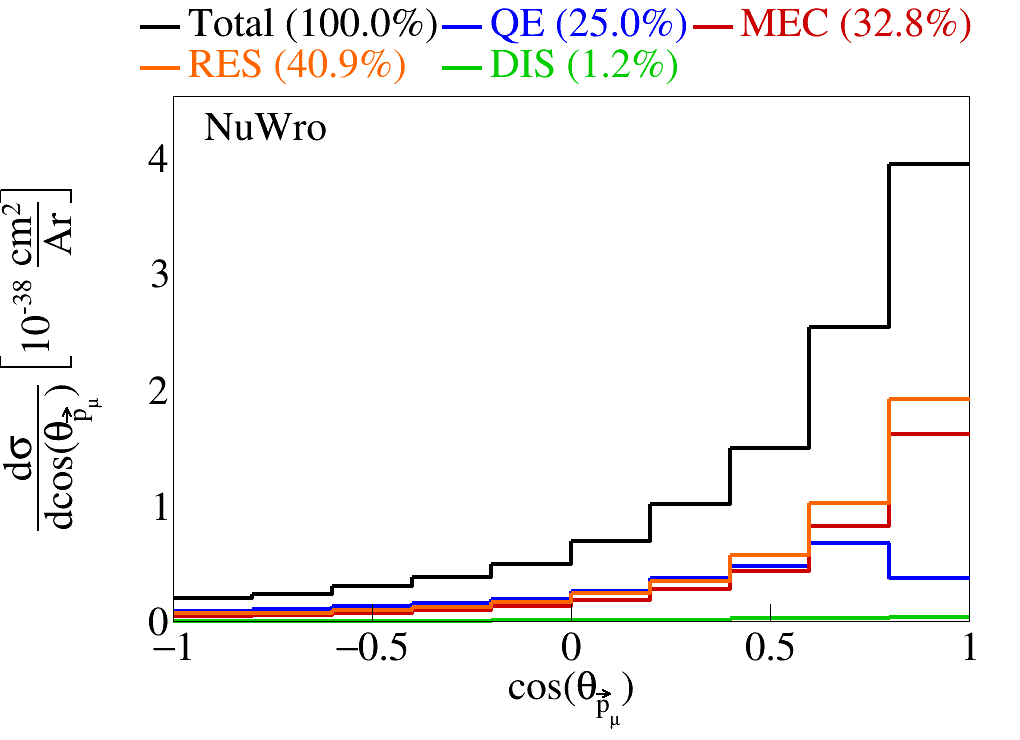 Total (100.0%) QE (25.0%) MEC (32.8%)
RES (40.9%) DIS (1.2%)
NuWro
4
3
2
1
0
−1 −0.5 0 0.5 1
cos(θp⃗μ)
dσ/dcos(θp⃗μ) [10-38 cm2/Ar]